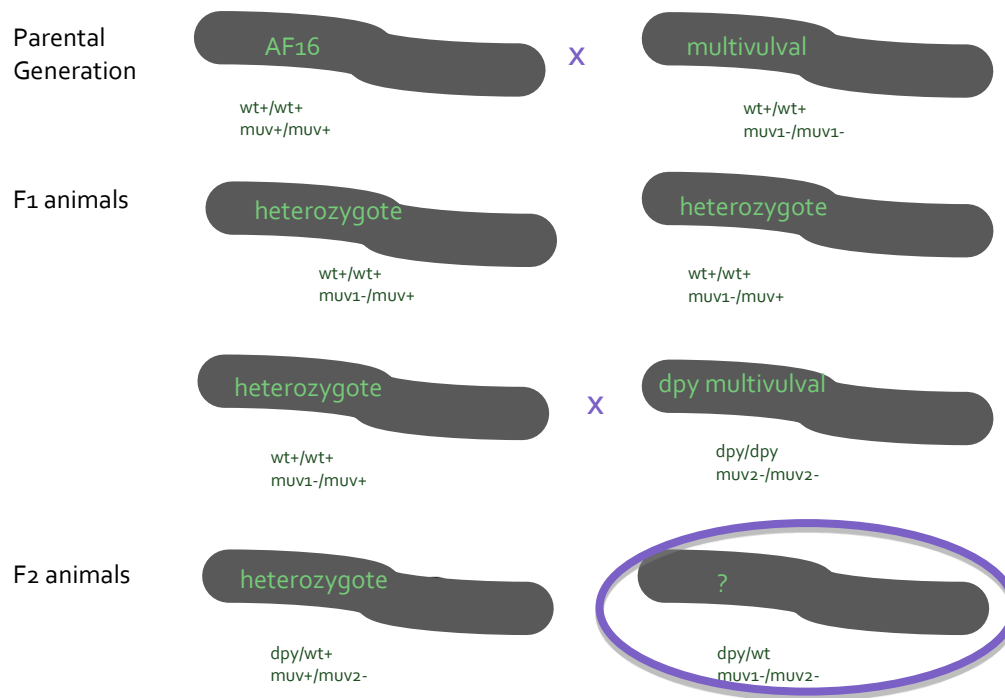 Parental
Generation
AF16
x
multivulval
wt+/wt+
muv+/muv+
wt+/wt+
muv1-/muv1-
F1 animals
heterozygote
heterozygote
wt+/wt+
muv1-/muv+
wt+/wt+
muv1-/muv+
heterozygote
x
dpy multivulval
wt+/wt+
muv1-/muv+
dpy/dpy
muv2-/muv2-
F2 animals
heterozygote
?
dpy/wt+
muv+/muv2-
dpy/wt
muv1-/muv2-